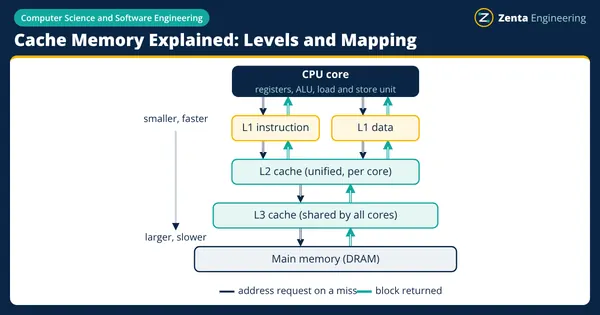 Computer Science and Software Engineering
Zenta Engineering
Cache Memory Explained: Levels and Mapping
CPU core
registers, ALU, load and store unit
smaller, faster
L1 instruction
L1 data
L2 cache (unified, per core)
L3 cache (shared by all cores)
larger, slower
Main memory (DRAM)
address request on a miss
block returned